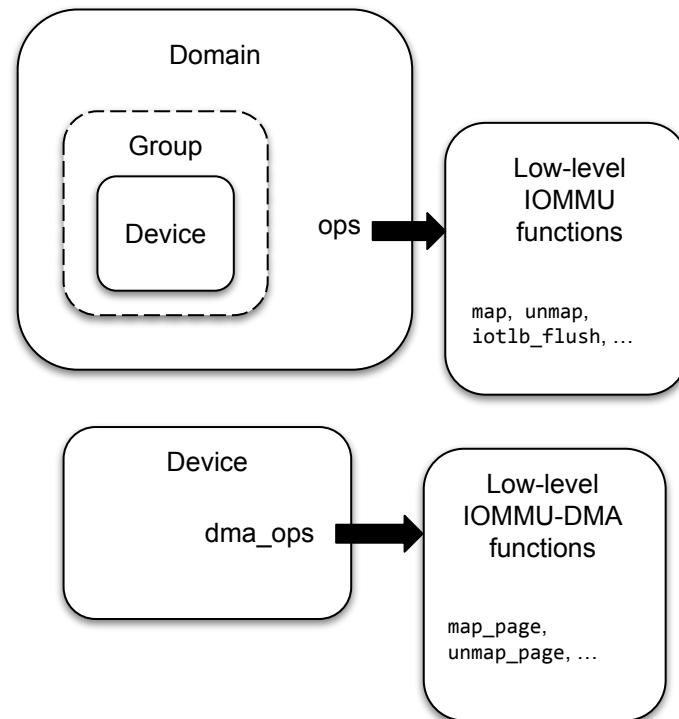 Domain
Group
Device
ops
Low-level
IOMMU
functions
map, unmap,
iotlb_flush, …
Device
dma_ops
Low-level
IOMMU-DMA
functions
map_page,
unmap_page, …